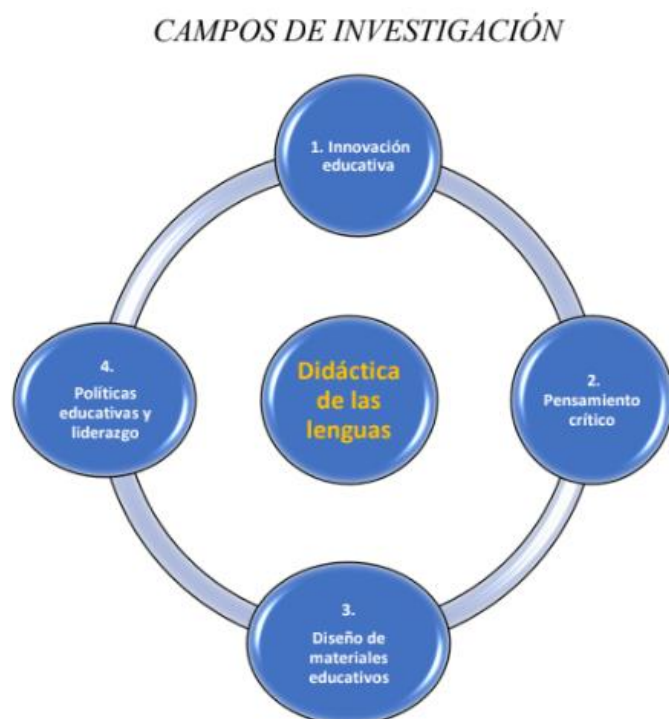 CAMPOS DE INVESTIGACIÓN
1. Innovación
educativa
Didáctica
de las
lenguas
2.
Pensamiento
crítico
3.
Diseño de
materiales
educativos
4.
Políticas
educativas y
liderazgo